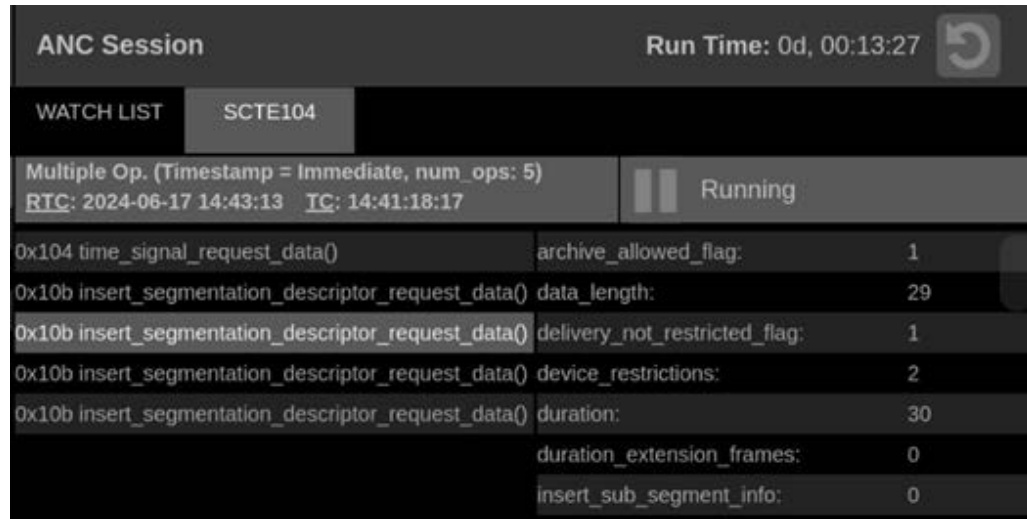 ANC Session Run Time: 0d, 00:13:27
WATCH LIST SCTE104
Multiple Op. (Timestamp = Immediate, num_ops: 5)
RTC: 2024-06-17 14:43:13 TC: 14:41:18:17
Running
0x104 time_signal_request_data() archive_allowed_flag: 1
0x10b insert_segmentation_descriptor_request_data() data_length: 29
0x10b insert_segmentation_descriptor_request_data() delivery_not_restricted_flag: 1
0x10b insert_segmentation_descriptor_request_data() device_restrictions: 2
0x10b insert_segmentation_descriptor_request_data() duration: 30
duration_extension_frames: 0
insert_sub_segment_info: 0